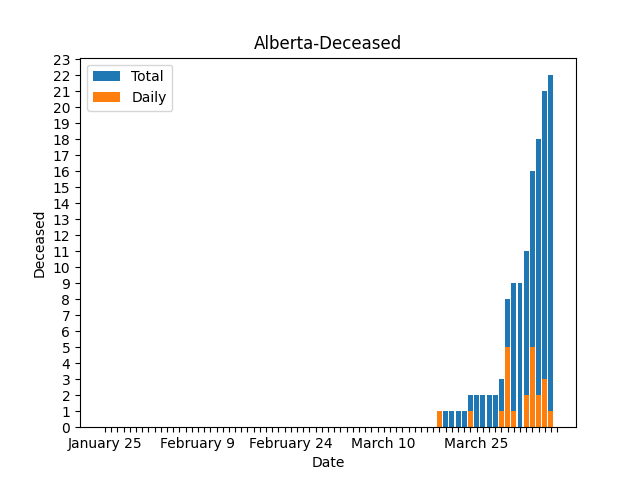 Alberta-Deceased
Total
Daily
23
22
21
20
19
18
17
16
15
14
13
12
11
10
9
8
7
6
5
4
3
2
1
0
Deceased
January 25
February 9
February 24
March 10
March 25
Date